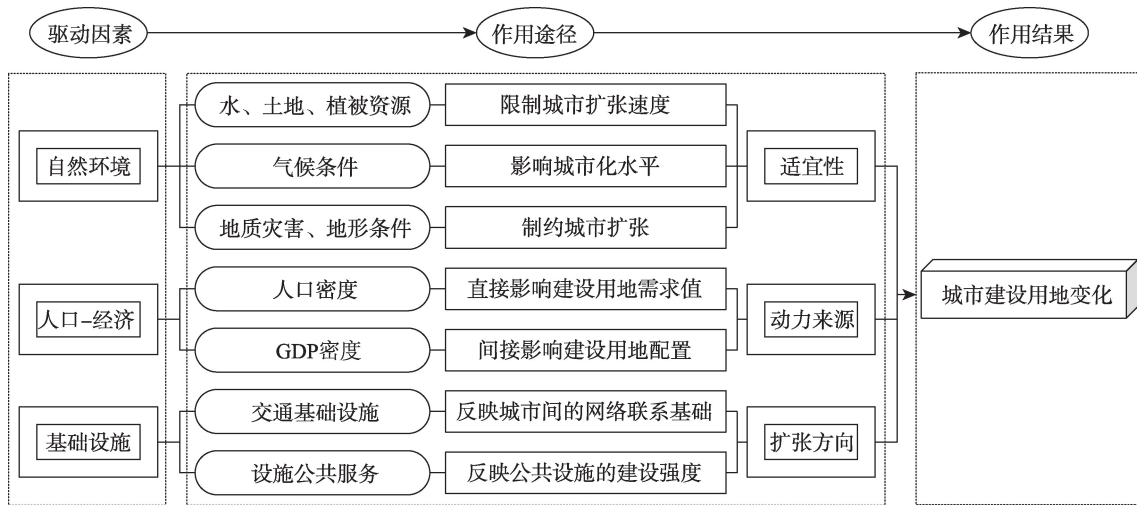 驱动因素
作用途径
作用结果
水、土地、植被资源
限制城市扩张速度
自然环境
气候条件
影响城市化水平
适宜性
地质灾害、地形条件
制约城市扩张
人口密度
直接影响建设用地需求值
人口-经济
动力来源
城市建设用地变化
GDP密度
间接影响建设用地配置
交通基础设施
反映城市间的网络联系基础
基础设施
扩张方向
设施公共服务
反映公共设施的建设强度